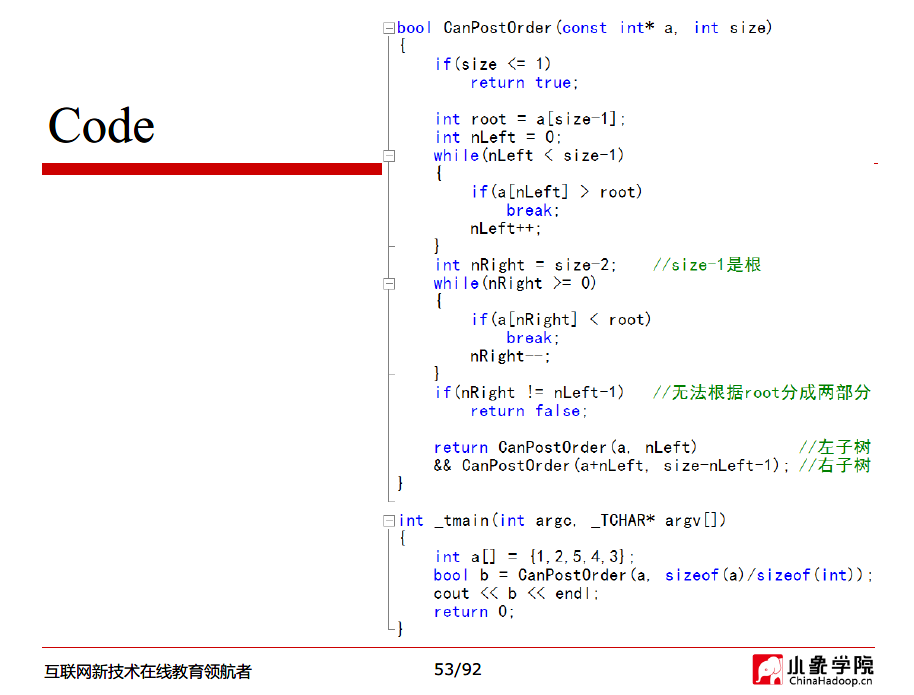 Code
bool CanPostOrder(const int* a, int size)
{
    if(size <= 1)
        return true;

    int root = a[size-1];
    int nLeft = 0;
    while(nLeft < size-1)
    {
        if(a[nLeft] > root)
            break;
        nLeft++;
    }
    int nRight = size-2;    //size-1是根
    while(nRight >= 0)
    {
        if(a[nRight] < root)
            break;
        nRight--;
    }
    if(nRight != nLeft-1)   //无法根据root分成两部分
        return false;

    return CanPostOrder(a, nLeft)           //左子树
    && CanPostOrder(a+nLeft, size-nLeft-1); //右子树
}
int _tmain(int argc, _TCHAR* argv[])
{
    int a[] = {1,2,5,4,3};
    bool b = CanPostOrder(a, sizeof(a)/sizeof(int));
    cout << b << endl;
    return 0;
}
互联网新技术在线教育领航者
53/92
小象学院
ChinaHadoop.cn